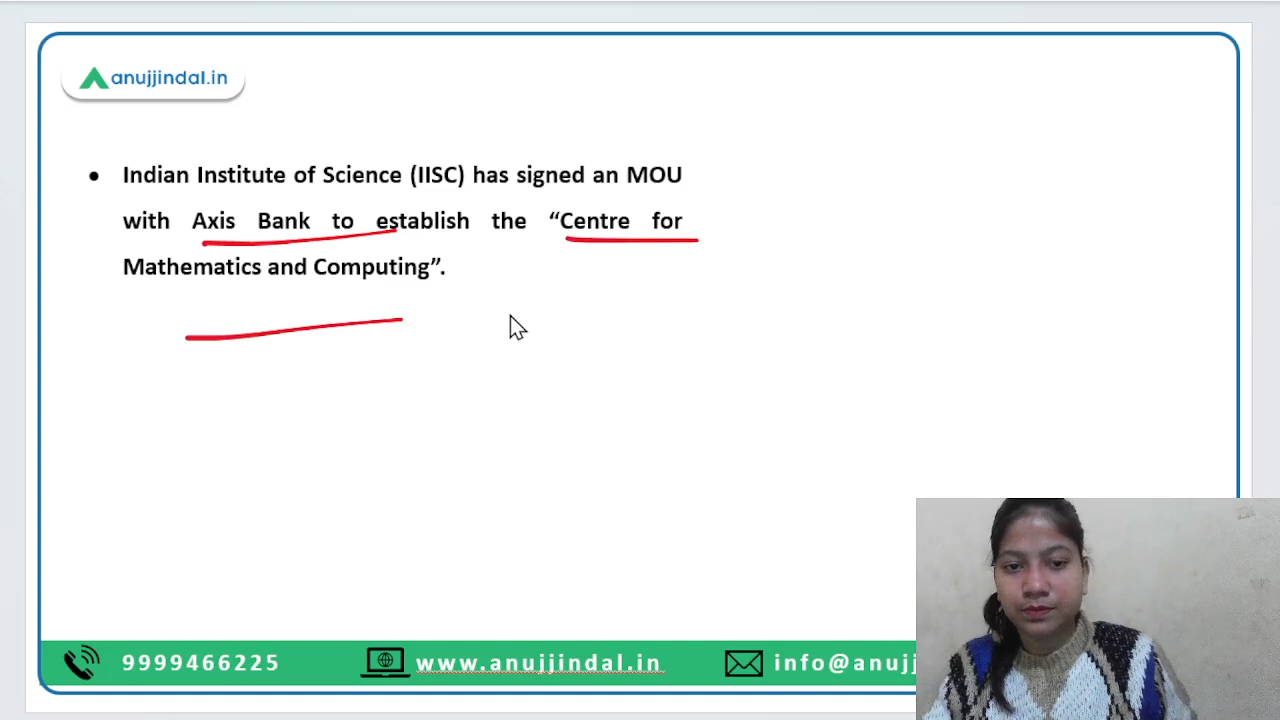 anujjindal.in
• Indian Institute of Science (IISC) has signed an MOU
with Axis Bank to establish the “Centre for
Mathematics and Computing”.
9999466225
www.anujjindal.in
info@anujj